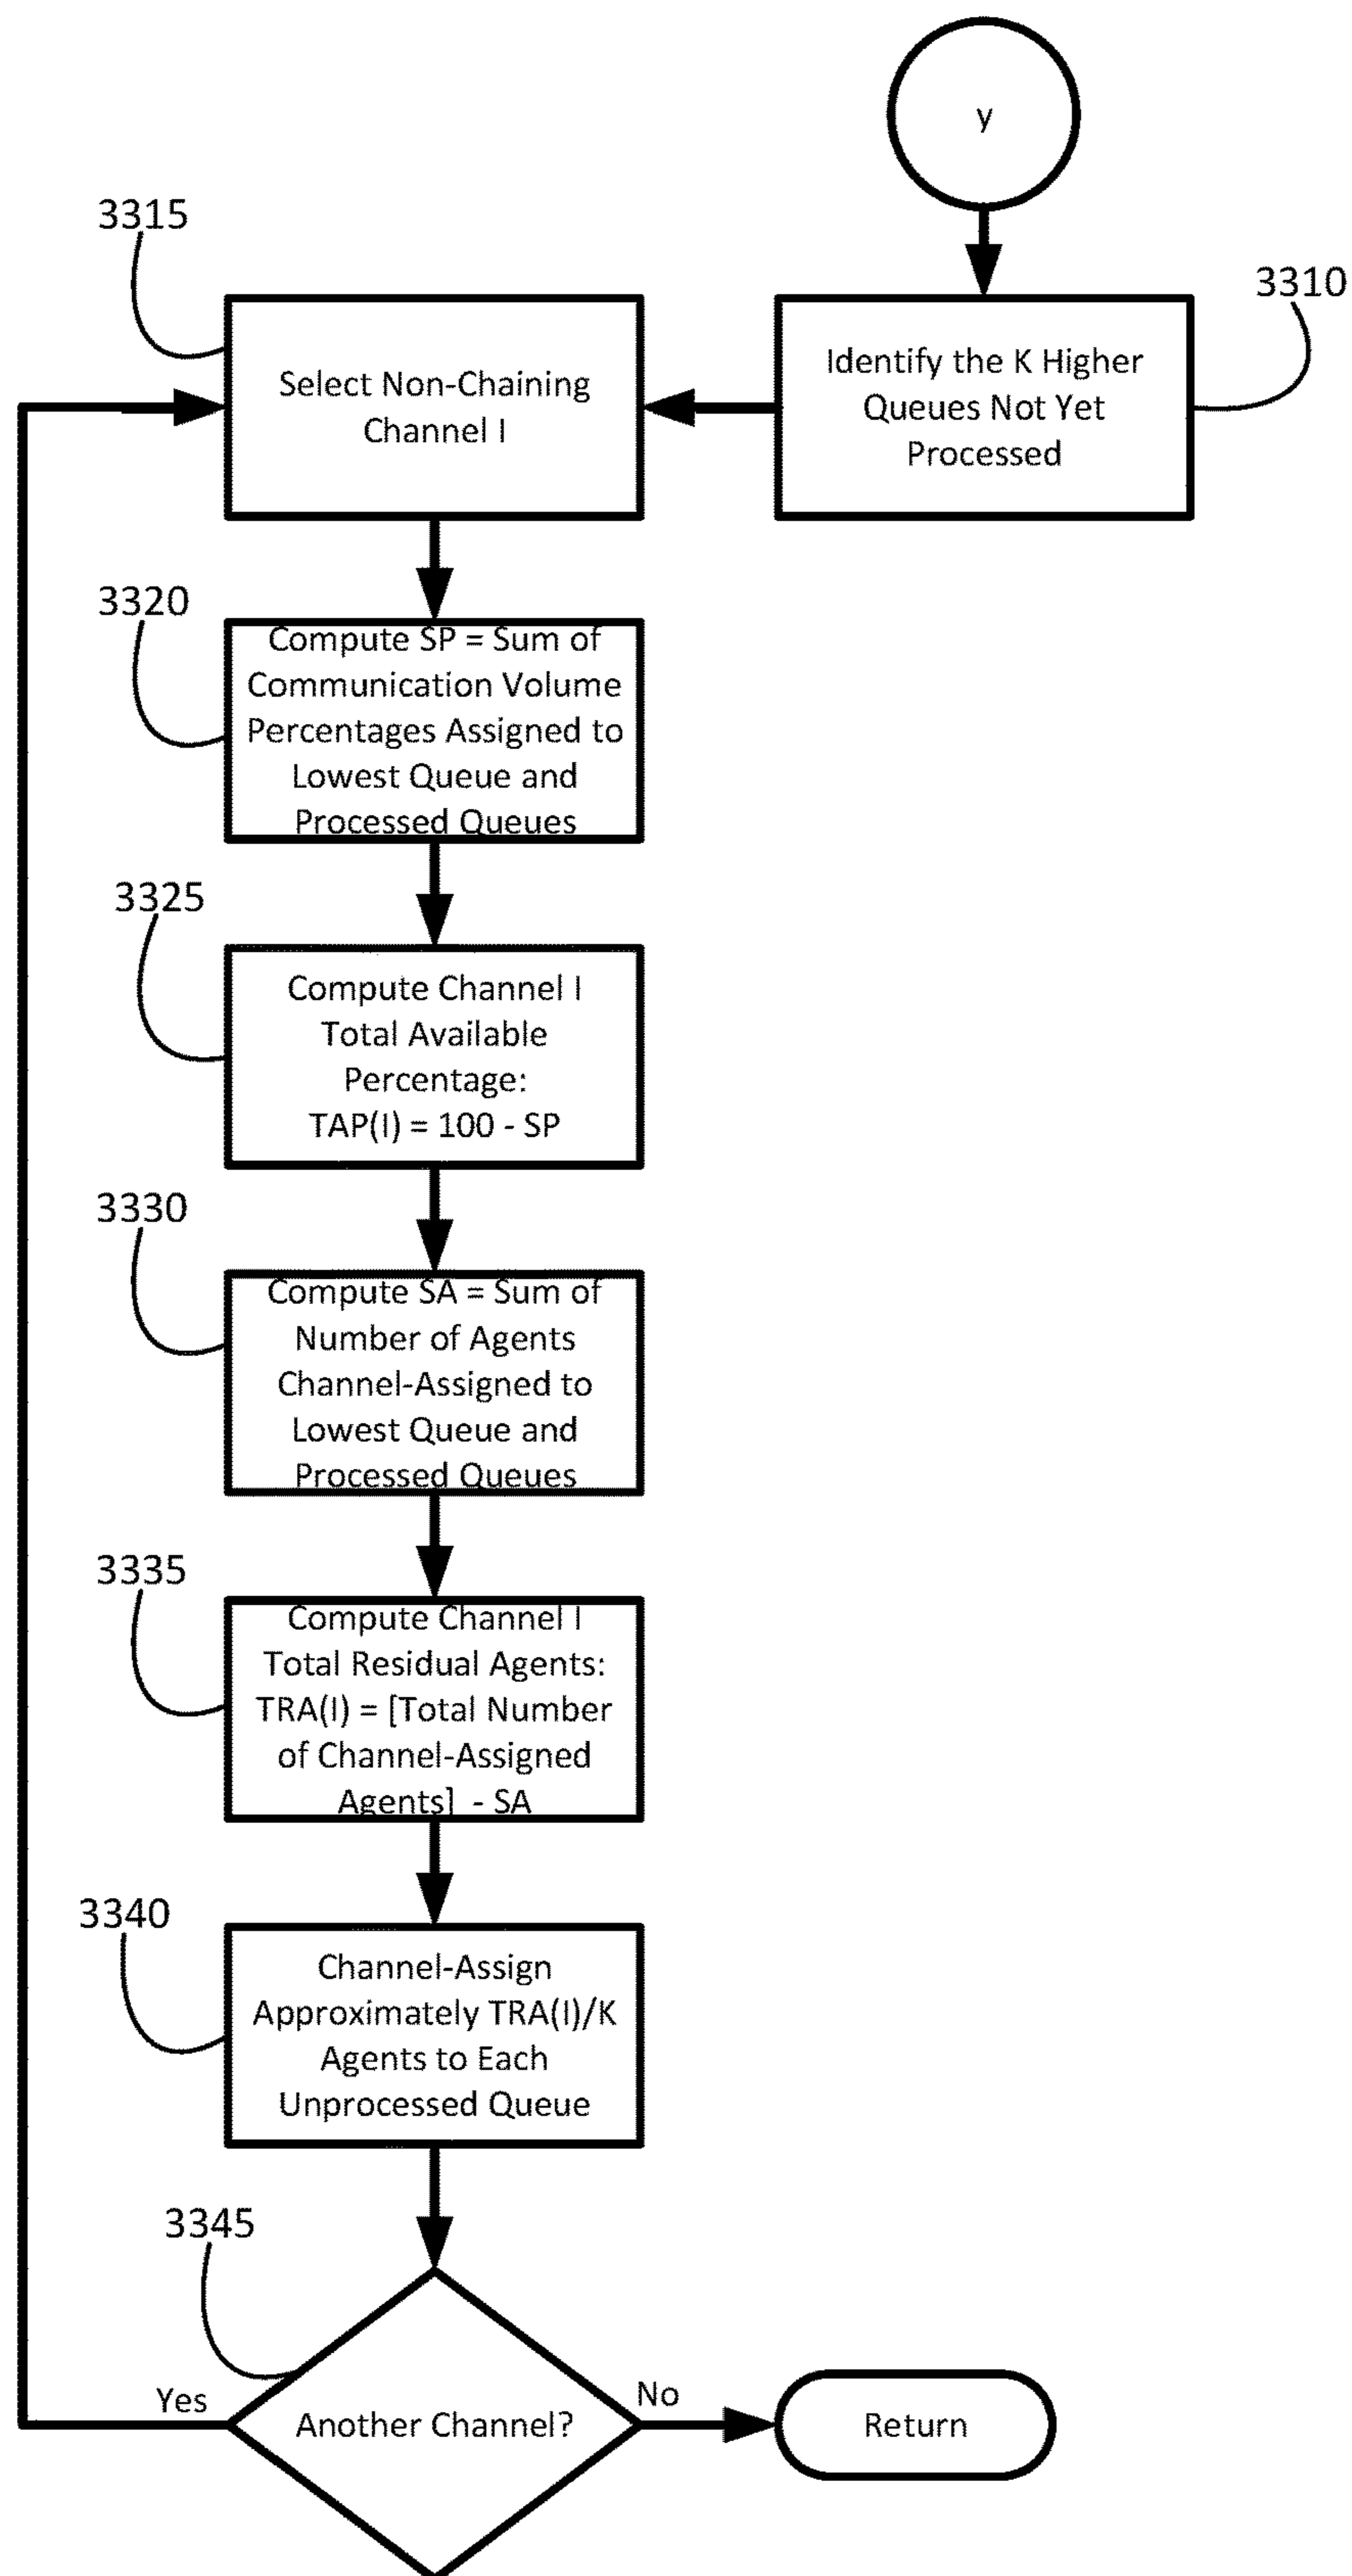 y
3310
Identify the K Higher
Queues Not Yet
Processed
3315
Select Non-Chaining
Channel I
3320
Compute SP = Sum of
Communication Volume
Percentages Assigned to
Lowest Queue and
Processed Queues
3325
Compute Channel I
Total Available
Percentage:
TAP(I) = 100 - SP
3330
Compute SA = Sum of
Number of Agents
Channel-Assigned to
Lowest Queue and
Processed Queues
3335
Compute Channel I
Total Residual Agents:
TRA(I) = [Total Number
of Channel-Assigned
Agents] - SA
3340
Channel-Assign
Approximately TRA(I)/K
Agents to Each
Unprocessed Queue
3345
Another Channel?
Yes
No
Return